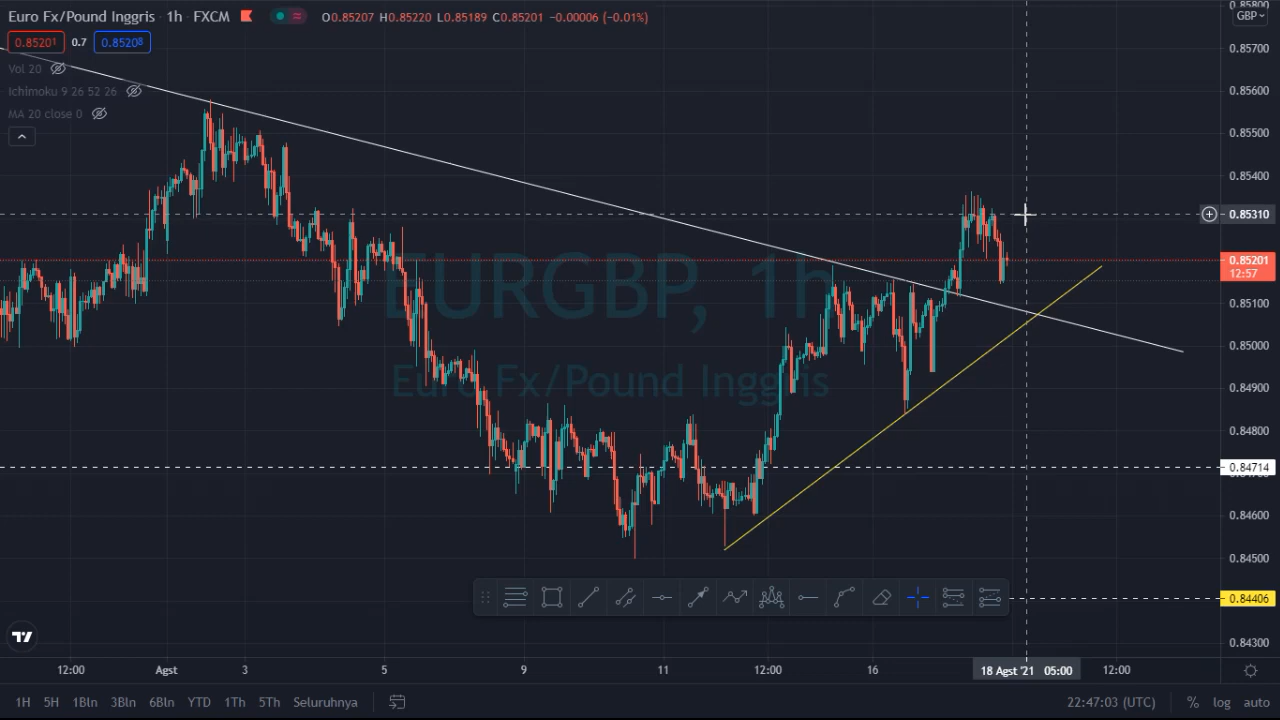 Euro Fx/Pound Inggris · 1h · FXCM O0.85207 H0.85220 L0.85189 C0.85201 −0.00006 (−0.01%)
0.85201 0.7 0.85208
Vol 20
Ichimoku 9 26 52 26
MA 20 close 0
EURGBP, 1h
Euro Fx/Pound Inggris
GBP
0.85800
0.85700
0.85600
0.85500
0.85400
0.85310
0.85201
12:57
0.85100
0.85000
0.84900
0.84800
0.84714
0.84600
0.84500
0.84406
0.84300
12:00 Agst 3 5 9 11 12:00 16 18 Agst '21 05:00 12:00
1H 5H 1Bln 3Bln 6Bln YTD 1Th 5Th Seluruhnya 22:47:03 (UTC) % log auto